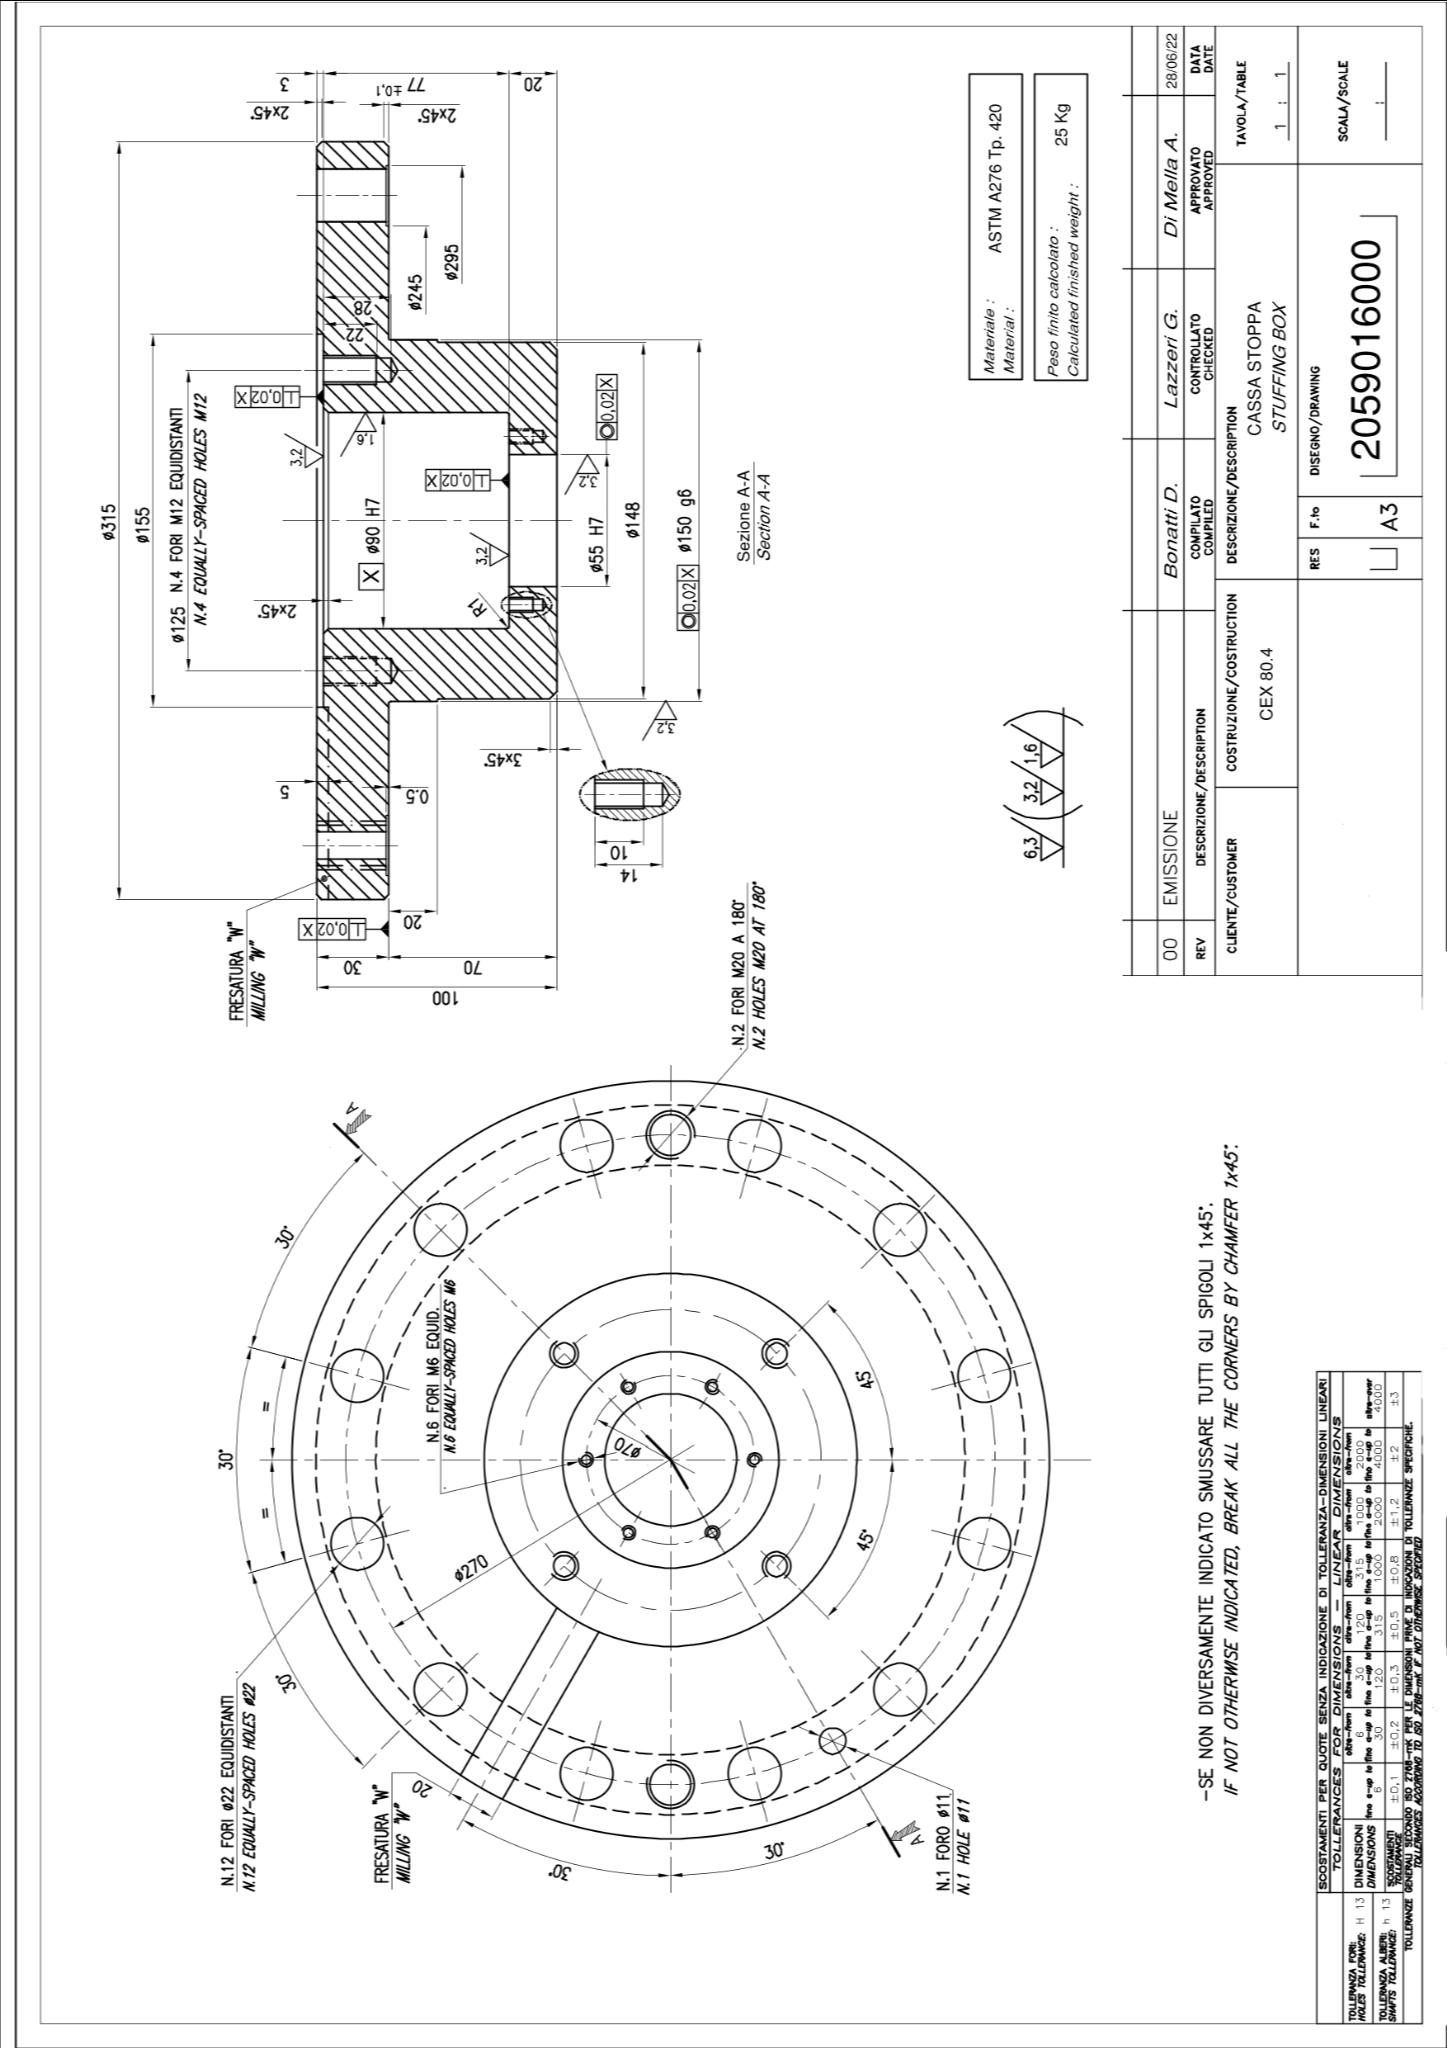 N.12 FORI ø22 EQUIDISTANTI
N.12 EQUALLY-SPACED HOLES ø22
30°
30°
30°
=
=
N.6 FORI M6 EQUID.
N.6 EQUALLY-SPACED HOLES M6
ø70
ø270
A
FRESATURA "W"
MILLING "W"
20
30°
30°
45°
45
N.1 FORO ø11
N.1 HOLE ø11
A
N.2 FORI M20 A 180°
N.2 HOLES M20 AT 180°
FRESATURA "W"
MILLING "W"
ø315
ø155
ø125 N.4 FORI M12 EQUIDISTANTI
N.4 EQUALLY-SPACED HOLES M12
2x45°
3
2x45°
77 ±0,1
2x45°
20
⊥ 0,02 X
3,2
1,6
22
28
X
ø90 H7
⊥ 0,02 X
3,2
R1
ø245
ø295
5
0.5
⊥ 0,02 X
20
30
70
100
3x45°
10
14
3,2
3,2
◎ 0,02 X
ø55 H7
ø148
◎ 0,02 X
ø150 g6
Sezione A-A
Section A-A
6,3 ( 3,2 1,6 )
Materiale :
Material :
ASTM A276 Tp. 420
Peso finito calcolato :
Calculated finished weight :
25 Kg
-SE NON DIVERSAMENTE INDICATO SMUSSARE TUTTI GLI SPIGOLI 1x45°.
IF NOT OTHERWISE INDICATED, BREAK ALL THE CORNERS BY CHAMFER 1x45°.
00 EMISSIONE Bonatti D. Lazzeri G. Di Mella A. 28/06/22
REV DESCRIZIONE/DESCRIPTION COMPILATO CONTROLLATO APPROVATO DATA
COMPILED CHECKED APPROVED DATE
CLIENTE/CUSTOMER COSTRUZIONE/COSTRUCTION DESCRIZIONE/DESCRIPTION TAVOLA/TABLE
CEX 80.4
CASSA STOPPA
STUFFING BOX
1 : 1
RES F.to DISEGNO/DRAWING SCALA/SCALE
A3 2059016000 :
SCOSTAMENTI PER QUOTE SENZA INDICAZIONE DI TOLLERANZA-DIMENSIONI LINEARI
TOLLERANCES FOR DIMENSIONS - LINEAR DIMENSIONS
TOLLERANZA FORI: H 13
HOLES TOLLERANCE:
DIMENSIONI
DIMENSIONS
oltre-from 6 oltre-from 30 oltre-from 120 oltre-from 315 oltre-from 1000 oltre-from 2000 oltre-over 4000
fino a-up to 6 fino a-up to 30 fino a-up to 120 fino a-up to 315 fino a-up to 1000 fino a-up to 2000 fino a-up to 4000
TOLLERANZA ALBERI: h 13
SHAFTS TOLLERANCE:
SCOSTAMENTI
TOLLERANCE
±0,1 ±0,2 ±0,3 ±0,5 ±0,8 ±1,2 ±2 ±3
TOLLERANZE GENERALI SECONDO ISO 2768-mK PER LE DIMENSIONI PRIVE DI INDICAZIONI DI TOLLERANZE SPECIFICHE.
TOLLERANCES ACCORDING TO ISO 2768-mK IF NOT OTHERWISE SPECIFIED